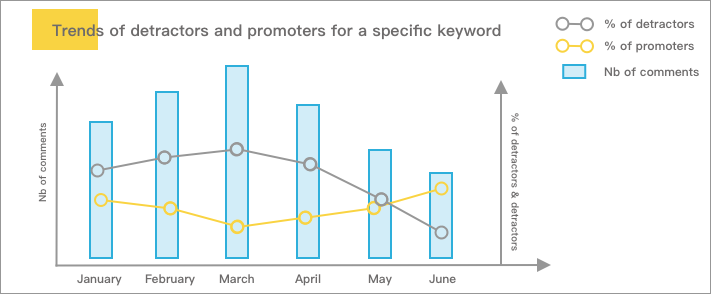 Trends of detractors and promoters for a specific keyword
% of detractors
% of promoters
Nb of comments
Nb of comments
% of detractors & detractors
January February March April May June